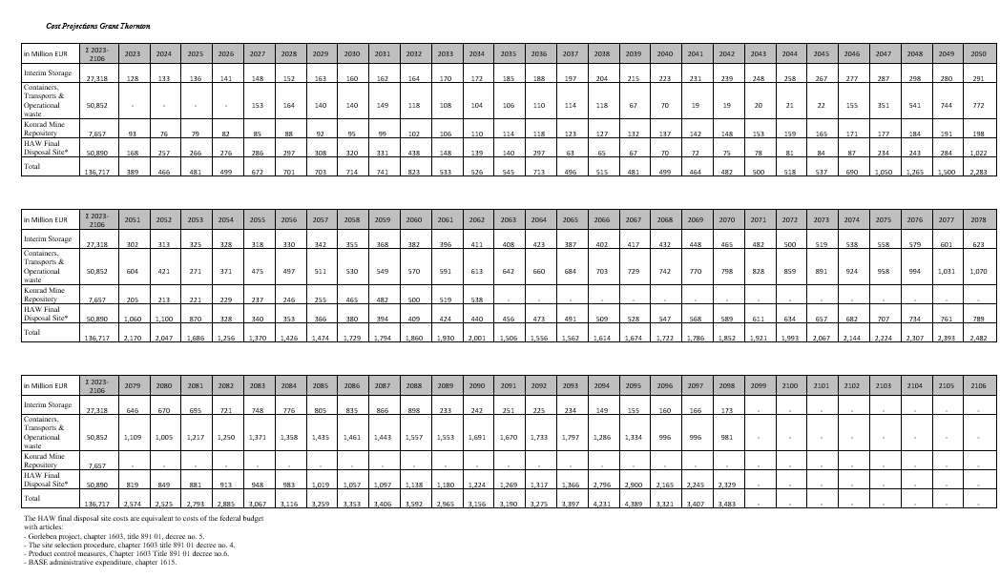 Cost Projections Grant Thornton
in Million EUR Σ 2023-2106 2023 2024 2025 2026 2027 2028 2029 2030 2031 2032 2033 2034 2035 2036 2037 2038 2039 2040 2041 2042 2043 2044 2045 2046 2047 2048 2049 2050
Interim Storage 27,318 128 133 136 141 148 152 163 160 162 164 170 172 185 188 197 204 215 223 231 239 248 258 267 277 287 298 280 291
Containers, Transports & Operational waste 50,852 - - - - 153 164 140 140 149 118 108 104 106 110 114 118 67 70 19 19 20 21 22 155 351 541 744 772
Konrad Mine Repository 7,657 93 76 79 82 85 88 92 95 99 102 106 110 114 118 123 127 132 137 142 148 153 159 165 171 177 184 191 198
HAW Final Disposal Site* 50,890 168 257 266 276 286 297 308 320 331 438 148 139 140 297 63 65 67 70 72 75 78 81 84 87 234 243 284 1,022
Total 136,717 389 466 481 499 672 701 703 714 741 823 533 526 545 713 496 515 481 499 464 482 500 518 537 690 1,050 1,265 1,500 2,283
in Million EUR Σ 2023-2106 2051 2052 2053 2054 2055 2056 2057 2058 2059 2060 2061 2062 2063 2064 2065 2066 2067 2068 2069 2070 2071 2072 2073 2074 2075 2076 2077 2078
Interim Storage 27,318 302 313 325 328 318 330 342 355 368 382 396 411 408 423 387 402 417 432 448 465 482 500 519 538 558 579 601 623
Containers, Transports & Operational waste 50,852 604 421 271 371 475 497 511 530 549 570 591 613 642 660 684 703 729 742 770 798 828 859 891 924 958 994 1,031 1,070
Konrad Mine Repository 7,657 205 213 221 229 237 246 255 465 482 500 519 538 - - - - - - - - - - - - - - - -
HAW Final Disposal Site* 50,890 1,060 1,100 870 328 340 353 366 380 394 409 424 440 456 473 491 509 528 547 568 589 611 634 657 682 707 734 761 789
Total 136,717 2,170 2,047 1,686 1,256 1,370 1,426 1,474 1,729 1,794 1,860 1,930 2,001 1,506 1,556 1,562 1,614 1,674 1,722 1,786 1,852 1,921 1,993 2,067 2,144 2,224 2,307 2,393 2,482
in Million EUR Σ 2023-2106 2079 2080 2081 2082 2083 2084 2085 2086 2087 2088 2089 2090 2091 2092 2093 2094 2095 2096 2097 2098 2099 2100 2101 2102 2103 2104 2105 2106
Interim Storage 27,318 646 670 695 721 748 776 805 835 866 898 233 242 251 225 234 149 155 160 166 173 - - - - - - - -
Containers, Transports & Operational waste 50,852 1,109 1,005 1,217 1,250 1,371 1,358 1,435 1,461 1,443 1,557 1,553 1,691 1,670 1,733 1,797 1,286 1,334 996 996 981 - - - - - - - -
Konrad Mine Repository 7,657 - - - - - - - - - - - - - - - - - - - - - - - - - - - -
HAW Final Disposal Site* 50,890 819 849 881 913 948 983 1,019 1,057 1,097 1,138 1,180 1,224 1,269 1,317 1,366 2,796 2,900 2,165 2,245 2,329 - - - - - - - -
Total 136,717 2,574 2,525 2,793 2,885 3,067 3,116 3,259 3,353 3,406 3,592 2,965 3,156 3,190 3,275 3,397 4,231 4,389 3,321 3,407 3,483 - - - - - - - -
The HAW final disposal site costs are equivalent to costs of the federal budget
with articles:
- Gorleben project, chapter 1603, title 891 01, decree no. 5.
- The site selection procedure, chapter 1603 title 891 01 decree no. 4.
- Product control measures, Chapter 1603 Title 891 01 decree no.6.
- BASE administrative expenditure, chapter 1615.